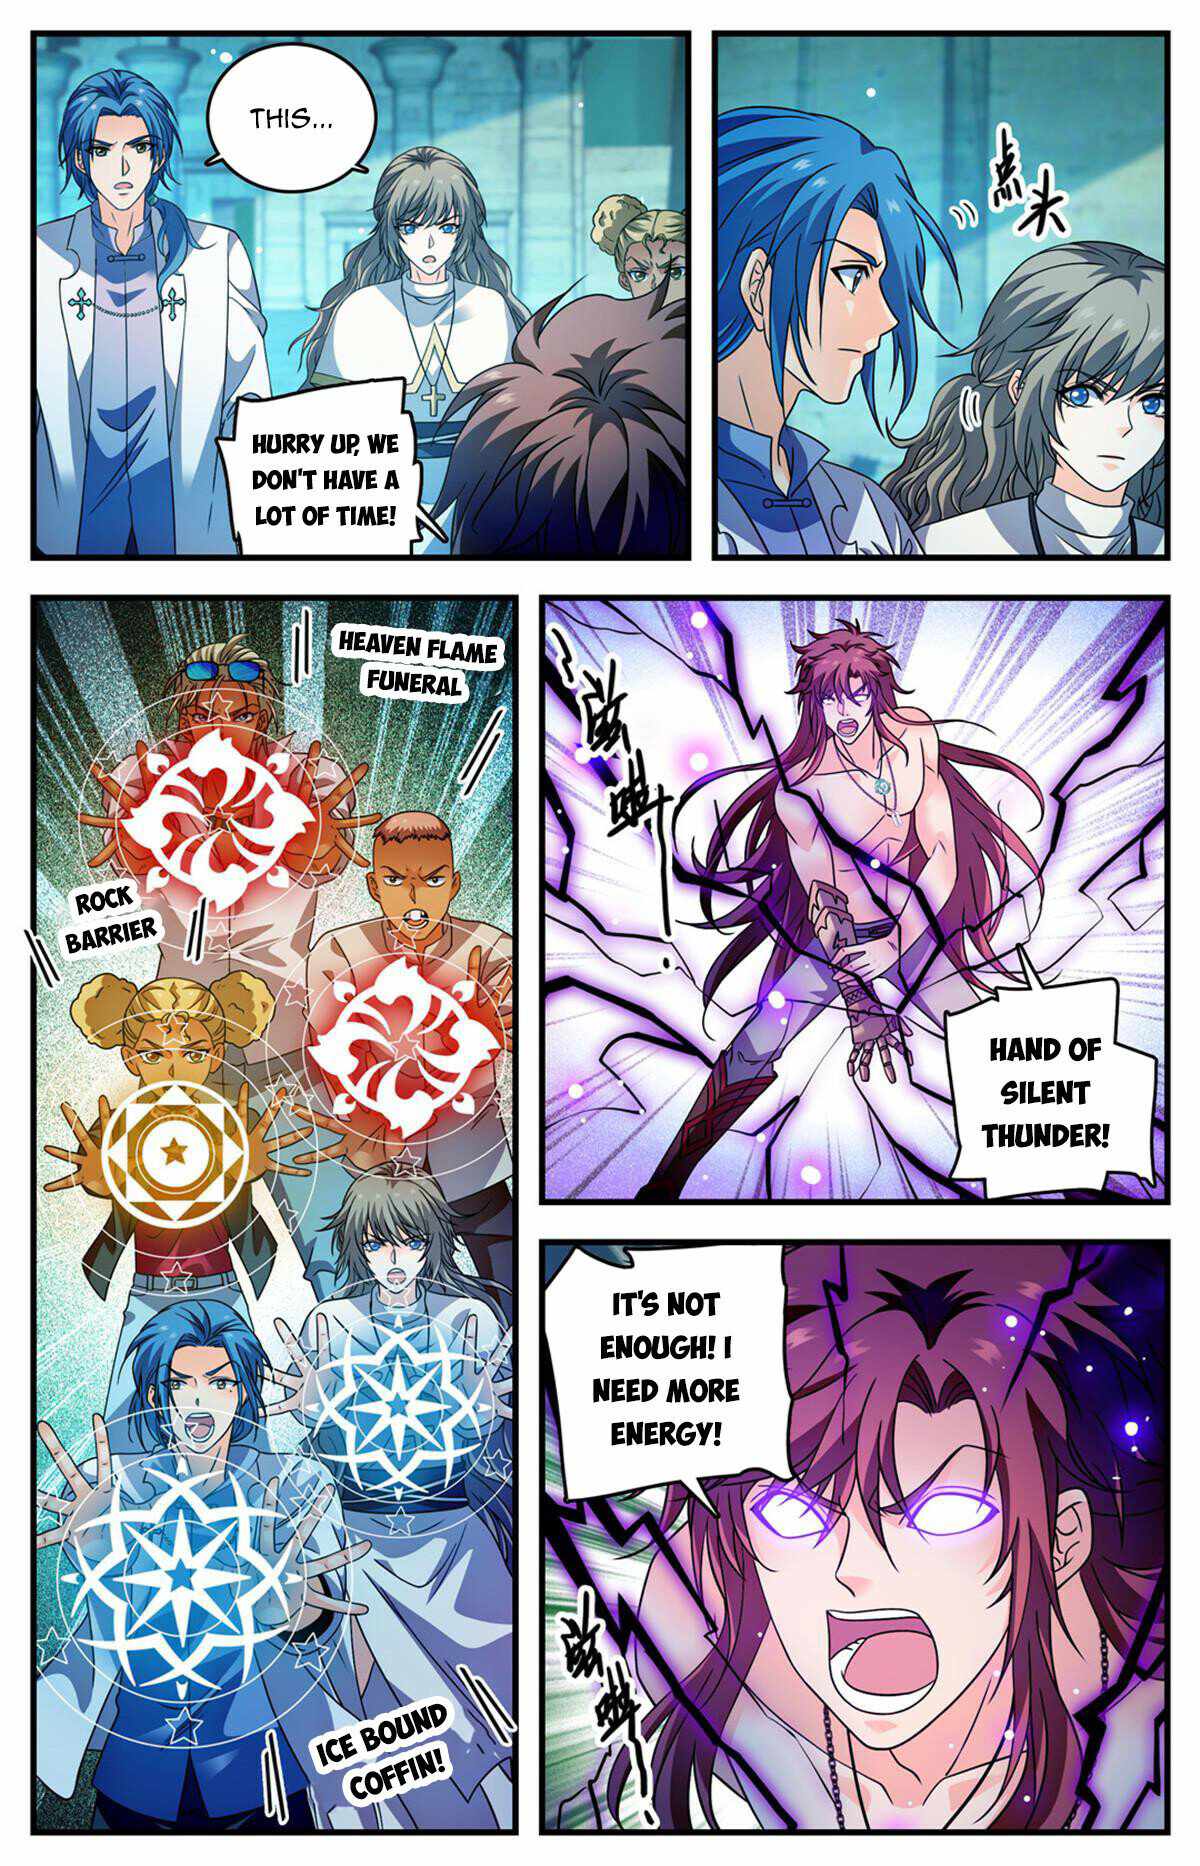 THIS...
HURRY UP, WE
DON'T HAVE A
LOT OF TIME!
点头
HEAVEN FLAME
FUNERAL
ROCK
BARRIER
ICE BOUND
COFFIN!
HAND OF
SILENT
THUNDER!
IT'S NOT
ENOUGH! I
NEED MORE
ENERGY!